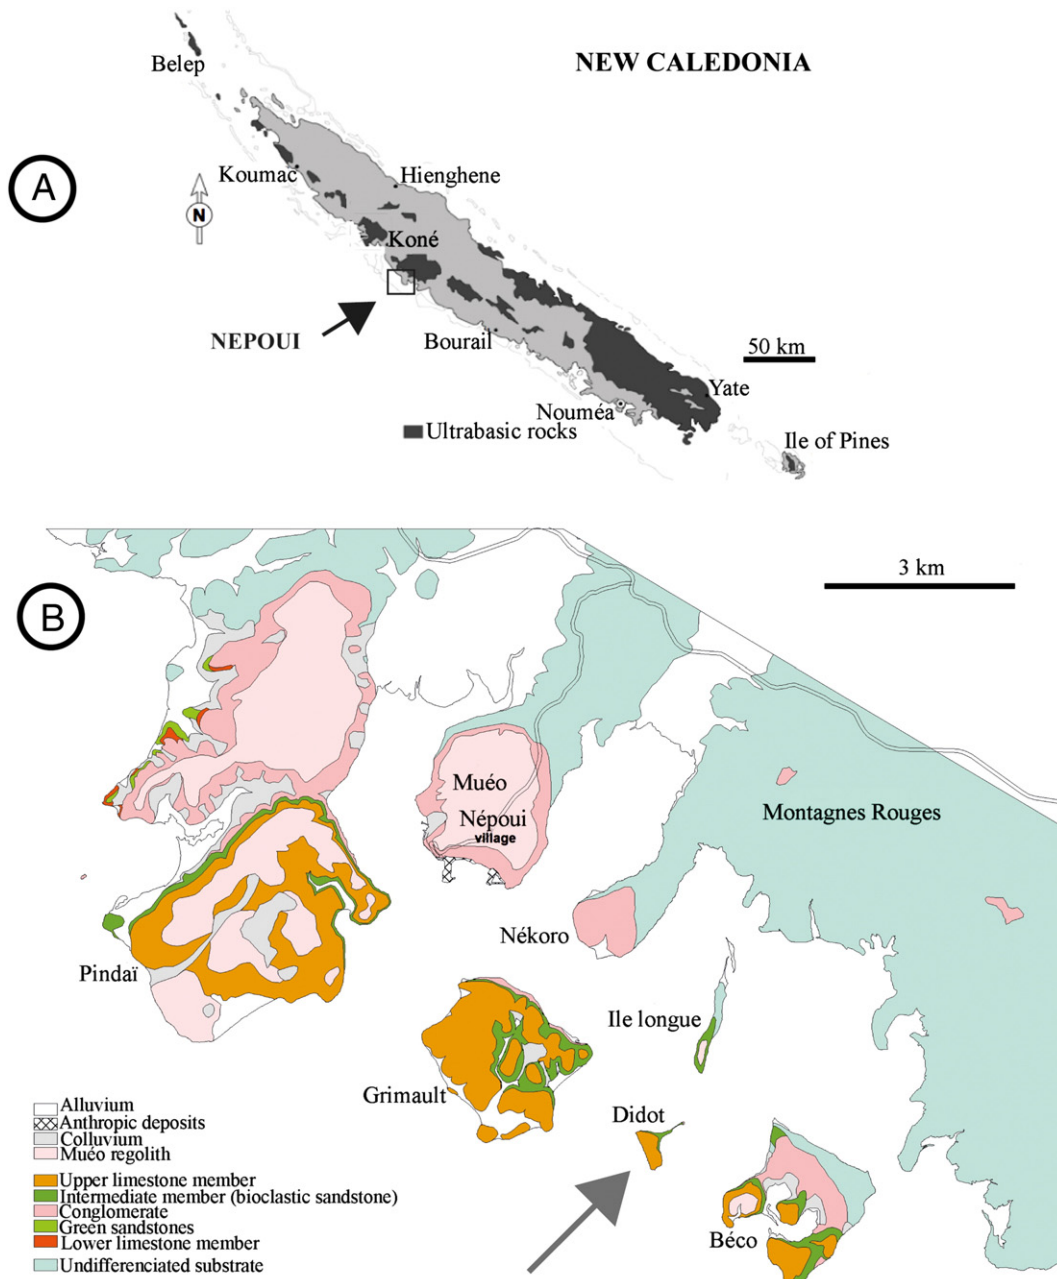 NEW CALEDONIA
Belep
A
Koumac
Hienghene
N
Koné
NEPOUI
Bourail
50 km
Yate
Nouméa
Ultrabasic rocks
Ile of Pines
B
3 km
Muéo
Népoui
village
Montagnes Rouges
Nékoro
Pindaï
Ile longue
Grimault
Didot
Béco
Alluvium
Anthropic deposits
Colluvium
Muéo regolith
Upper limestone member
Intermediate member (bioclastic sandstone)
Conglomerate
Green sandstones
Lower limestone member
Undifferenciated substrate